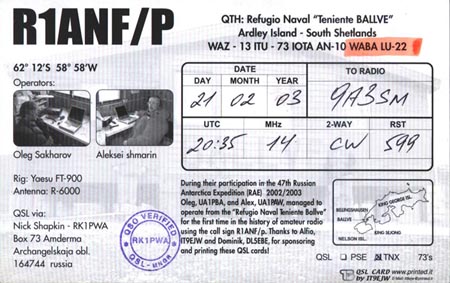 R1ANF/P
QTH: Refugio Naval "Teniente BALLVE"
Ardley Island - South Shetlands
WAZ - 13 ITU - 73 IOTA AN-10 WABA LU-22
62° 12'S 58° 58'W
Operators:
Oleg Sakharov Aleksei shmarin
DATE TO RADIO
DAY MONTH YEAR
21 02 03 9A3SM
UTC MHz 2-WAY RST
20:35 14 CW 599
Rig: Yaesu FT-900
Antenna: R-6000
QSL via:
Nick Shapkin - RK1PWA
Box 73 Amderma
Archangelskaja obl.
164744 russia
QSO VERIFIED
RK1PWA
QSL - MNGR
During their participation in the 47th Russian
Antarctica Expedition (RAE) 2002/2003
Oleg, UA1PBA, and Alex, UA1PAW, managed to
operate from the "Refugio Naval Teniente Ballve"
for the first time in the history of amateur radio
using the call sign R1ANF/p. Thanks to Alfio,
IT9EJW and Dominik, DL5EBE, for sponsoring
and printing these QSL cards!
KING GEORGE ISL.
BELLINGSHAUSEN
BALLVE
NELSON ISL.
QSL PSE TNX 73's
QSL CARD www.printed.it
by IT9EJW